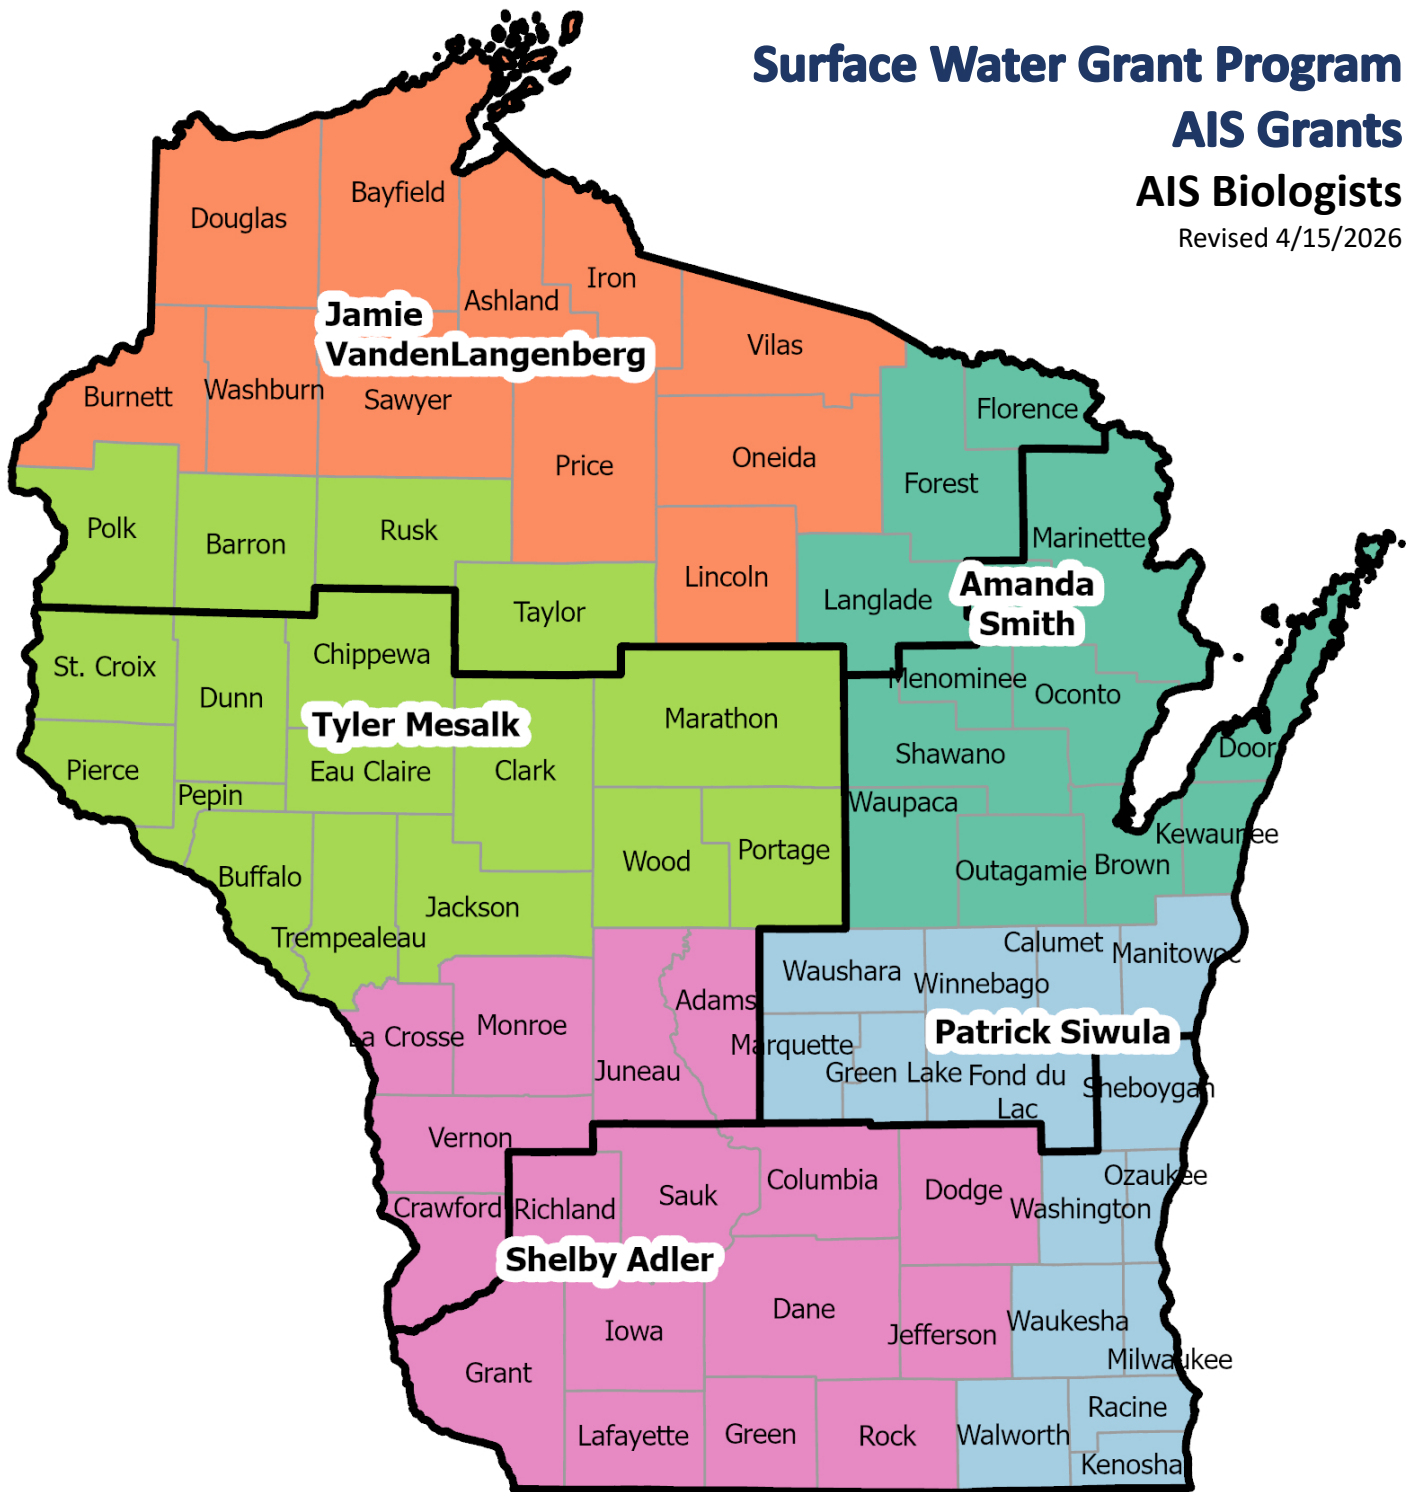 Surface Water Grant Program
AIS Grants
AIS Biologists
Revised 4/15/2026
Bayfield
Douglas
Iron
Ashland
Jamie
VandenLangenberg
Vilas
Burnett
Washburn
Sawyer
Florence
Price
Oneida
Forest
Polk
Barron
Rusk
Marinette
Lincoln
Langlade
Amanda
Smith
Taylor
St. Croix
Chippewa
Dunn
Menominee
Oconto
Tyler Mesalk
Marathon
Shawano
Door
Pierce
Eau Claire
Clark
Pepin
Waupaca
Kewaunee
Wood
Portage
Outagamie
Brown
Buffalo
Jackson
Trempealeau
Calumet
Manitowoc
Waushara
Winnebago
Adams
Monroe
La Crosse
Patrick Siwula
Marquette
Juneau
Green Lake
Fond du
Lac
Sheboygan
Vernon
Ozaukee
Columbia
Dodge
Sauk
Washington
Crawford
Richland
Shelby Adler
Dane
Iowa
Jefferson
Waukesha
Milwaukee
Grant
Racine
Lafayette
Green
Rock
Walworth
Kenosha